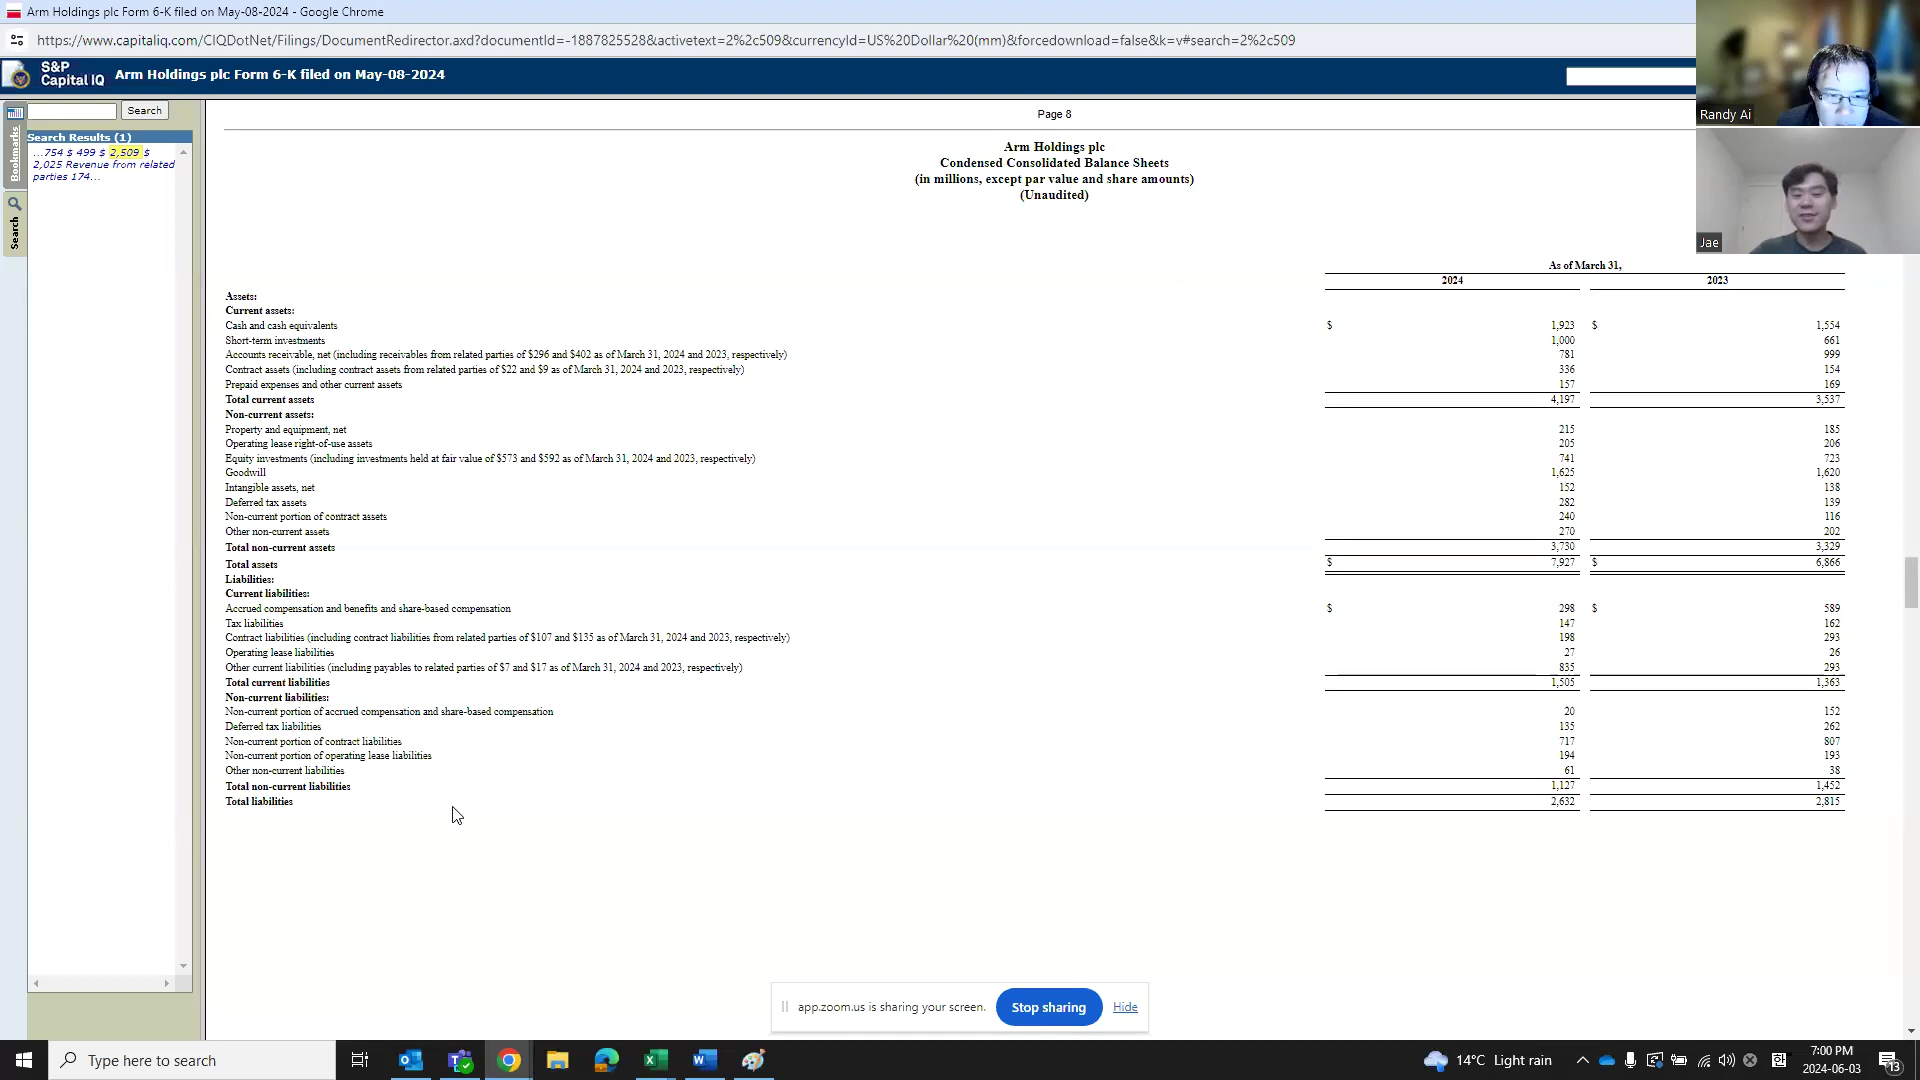 Arm Holdings plc Form 6-K filed on May-08-2024 - Google Chrome
https://www.capitaliq.com/CIQDotNet/Filings/DocumentRedirector.axd?documentId=-1887825528&activetext=2%2c509&currencyId=US%20Dollar%20(mm)&forcedownload=false&k=v#search=2%2c509
S&P
Capital IQ
Arm Holdings plc Form 6-K filed on May-08-2024
Randy Ai
Jae
Bookmarks
Search
Search
Search Results (1)
...754 $ 499 $ 2,509 $
2,025 Revenue from related
parties 174...
Page 8
Arm Holdings plc
Condensed Consolidated Balance Sheets
(in millions, except par value and share amounts)
(Unaudited)
As of March 31,
2024 2023
Assets:
Current assets:
Cash and cash equivalents $ 1,923 $ 1,554
Short-term investments 1,000 661
Accounts receivable, net (including receivables from related parties of $296 and $402 as of March 31, 2024 and 2023, respectively) 781 999
Contract assets (including contract assets from related parties of $22 and $9 as of March 31, 2024 and 2023, respectively) 336 154
Prepaid expenses and other current assets 157 169
Total current assets 4,197 3,537
Non-current assets:
Property and equipment, net 215 185
Operating lease right-of-use assets 205 206
Equity investments (including investments held at fair value of $573 and $592 as of March 31, 2024 and 2023, respectively) 741 723
Goodwill 1,625 1,620
Intangible assets, net 152 138
Deferred tax assets 282 139
Non-current portion of contract assets 240 116
Other non-current assets 270 202
Total non-current assets 3,730 3,329
Total assets $ 7,927 $ 6,866
Liabilities:
Current liabilities:
Accrued compensation and benefits and share-based compensation $ 298 $ 589
Tax liabilities 147 162
Contract liabilities (including contract liabilities from related parties of $107 and $135 as of March 31, 2024 and 2023, respectively) 198 293
Operating lease liabilities 27 26
Other current liabilities (including payables to related parties of $7 and $17 as of March 31, 2024 and 2023, respectively) 835 293
Total current liabilities 1,505 1,363
Non-current liabilities:
Non-current portion of accrued compensation and share-based compensation 20 152
Deferred tax liabilities 135 262
Non-current portion of contract liabilities 717 807
Non-current portion of operating lease liabilities 194 193
Other non-current liabilities 61 38
Total non-current liabilities 1,127 1,452
Total liabilities 2,632 2,815
app.zoom.us is sharing your screen. Stop sharing Hide
Type here to search
14°C Light rain
7:00 PM
2024-06-03
13